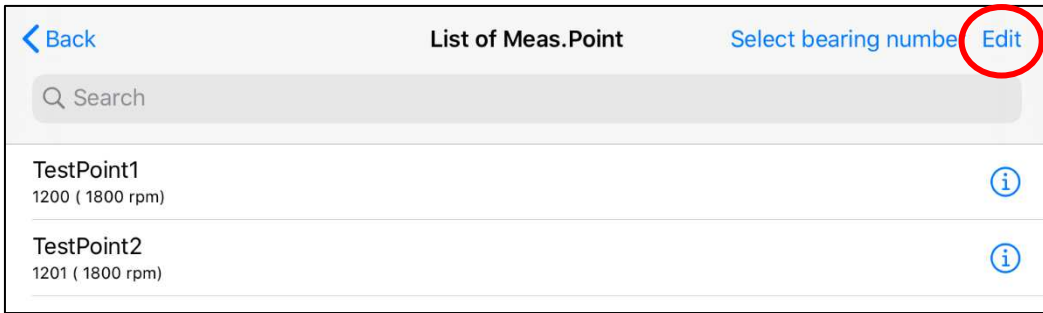 Back List of Meas.Point Select bearing numbe Edit
Search
TestPoint1
1200 ( 1800 rpm)
TestPoint2
1201 ( 1800 rpm)